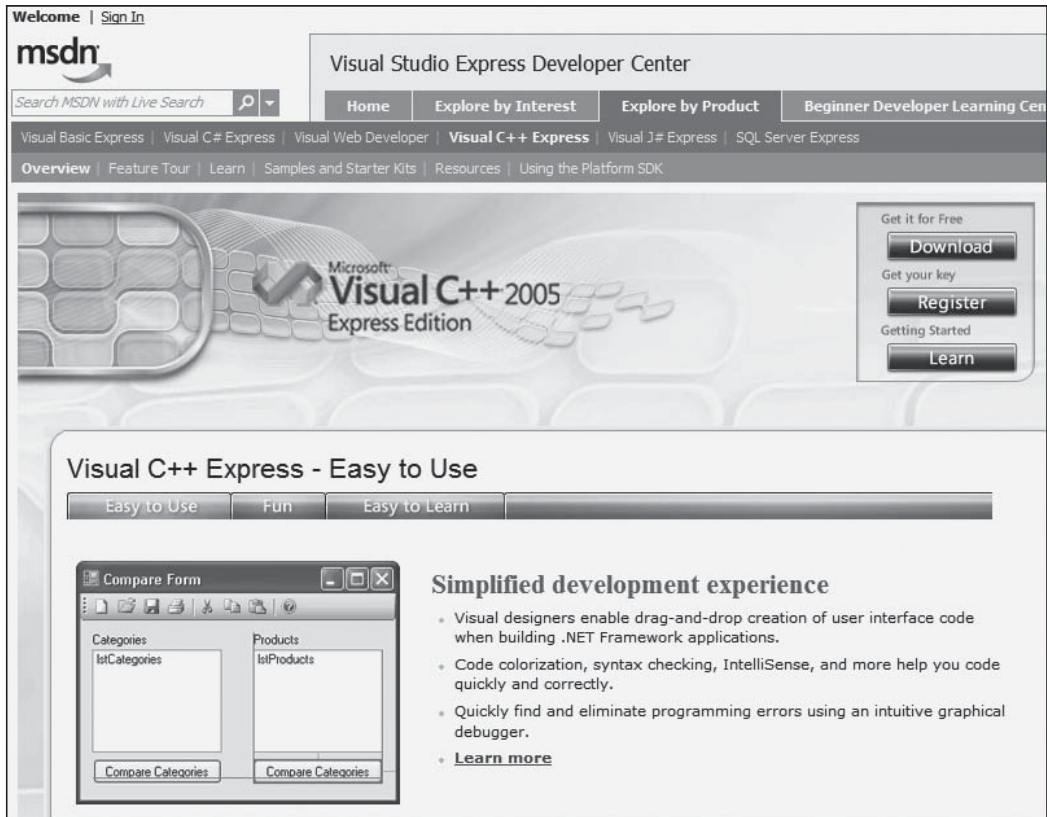 Welcome | Sign In
msdn
Visual Studio Express Developer Center
Search MSDN with Live Search
Home Explore by Interest Explore by Product Beginner Developer Learning Cen
Visual Basic Express | Visual C# Express | Visual Web Developer | Visual C++ Express | Visual J# Express | SQL Server Express
Overview | Feature Tour | Learn | Samples and Starter Kits | Resources | Using the Platform SDK
Microsoft
Visual C++ 2005
Express Edition
Get it for Free
Download
Get your key
Register
Getting Started
Learn
Visual C++ Express - Easy to Use
Easy to Use Fun Easy to Learn
Compare Form
Categories Products
lstCategories lstProducts
Compare Categories Compare Categories
Simplified development experience
Visual designers enable drag-and-drop creation of user interface code
when building .NET Framework applications.
Code colorization, syntax checking, IntelliSense, and more help you code
quickly and correctly.
Quickly find and eliminate programming errors using an intuitive graphical
debugger.
Learn more